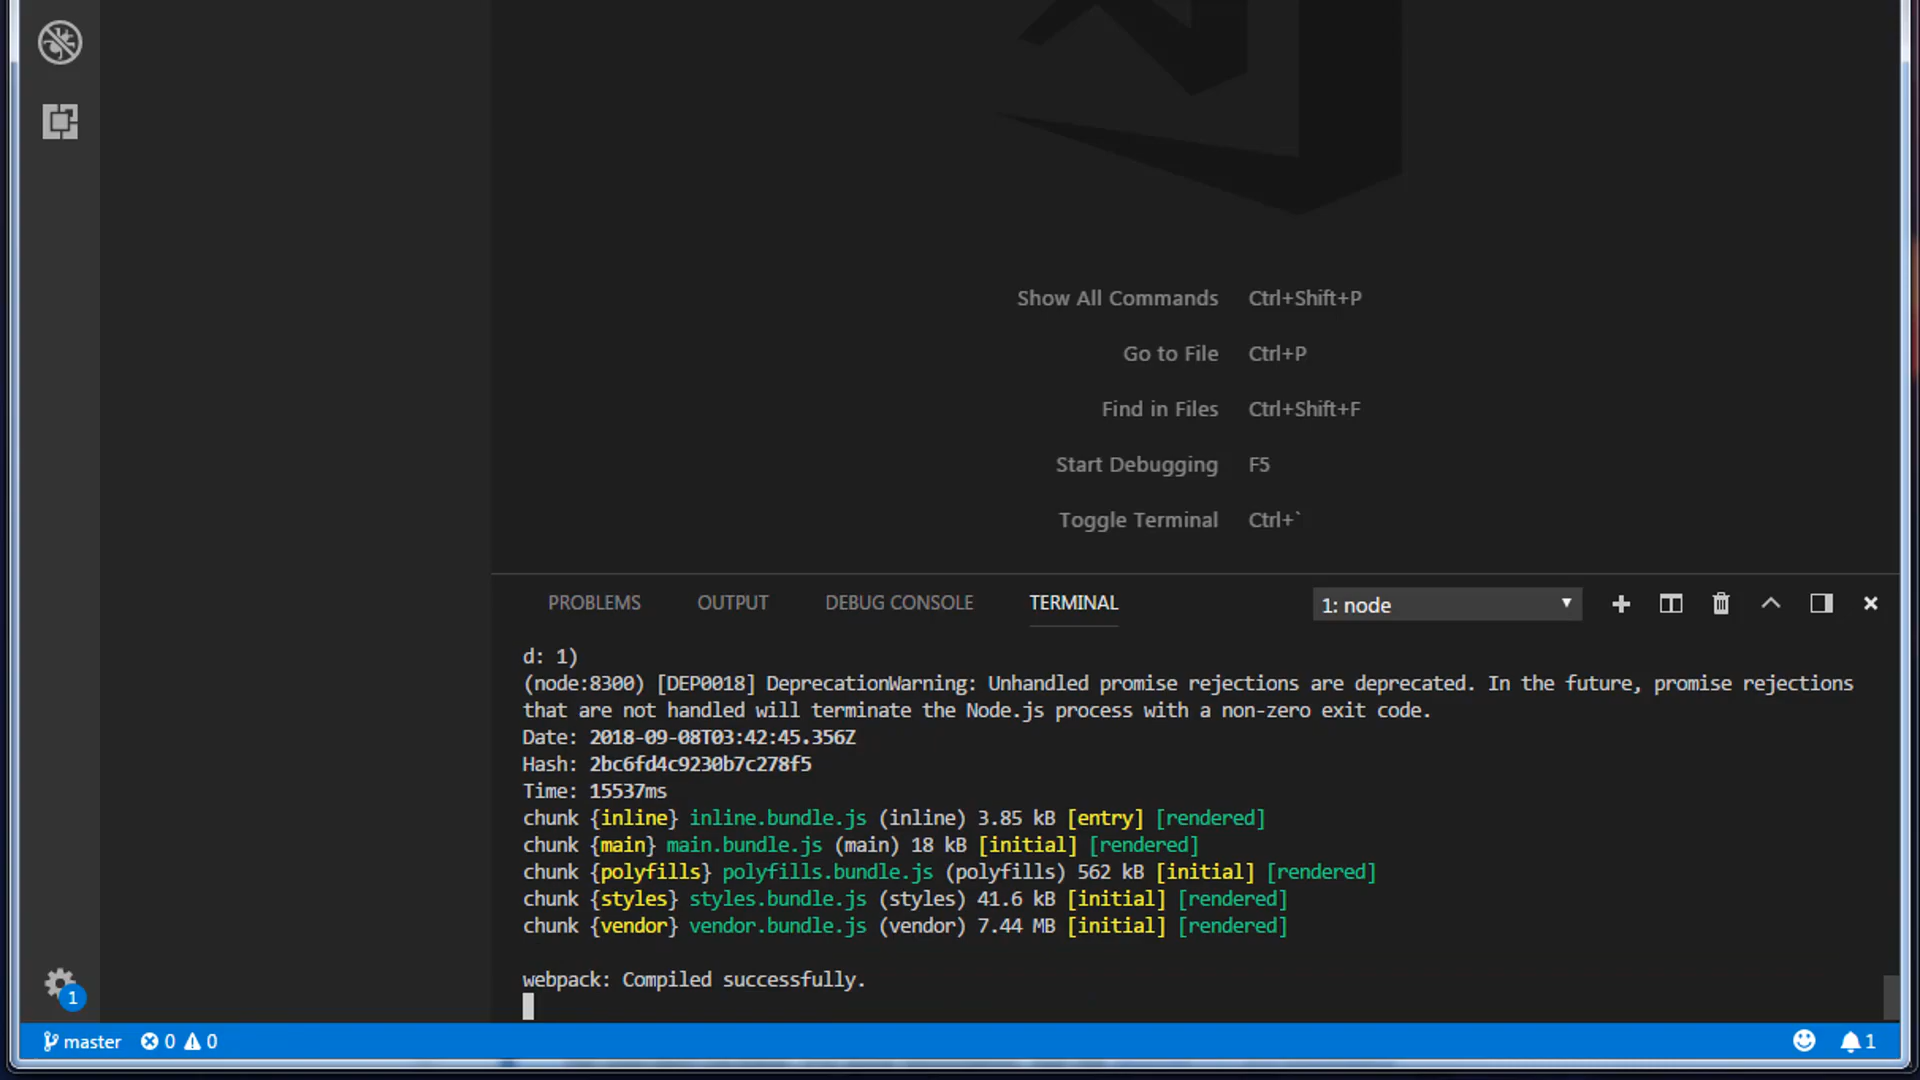 Show All Commands Ctrl+Shift+P
Go to File Ctrl+P
Find in Files Ctrl+Shift+F
Start Debugging F5
Toggle Terminal Ctrl+`
PROBLEMS OUTPUT DEBUG CONSOLE TERMINAL 1: node
d: 1)
(node:8300) [DEP0018] DeprecationWarning: Unhandled promise rejections are deprecated. In the future, promise rejections
that are not handled will terminate the Node.js process with a non-zero exit code.
Date: 2018-09-08T03:42:45.356Z
Hash: 2bc6fd4c9230b7c278f5
Time: 15537ms
chunk {inline} inline.bundle.js (inline) 3.85 kB [entry] [rendered]
chunk {main} main.bundle.js (main) 18 kB [initial] [rendered]
chunk {polyfills} polyfills.bundle.js (polyfills) 562 kB [initial] [rendered]
chunk {styles} styles.bundle.js (styles) 41.6 kB [initial] [rendered]
chunk {vendor} vendor.bundle.js (vendor) 7.44 MB [initial] [rendered]
webpack: Compiled successfully.
1
master 0 0 1